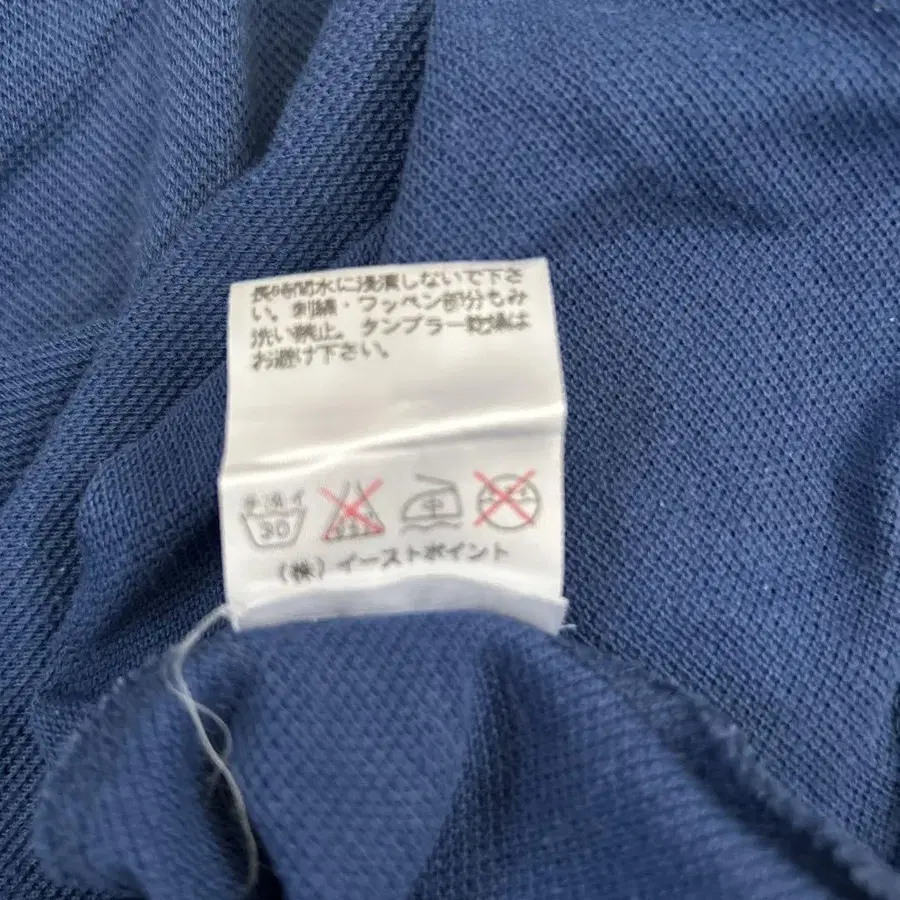 長時間水に浸漬しないで下さ
い。刺繍・ワッペン部分もみ
洗い禁止。タンブラー乾燥は
お避け下さい。
30 中
(株)イーストポイント